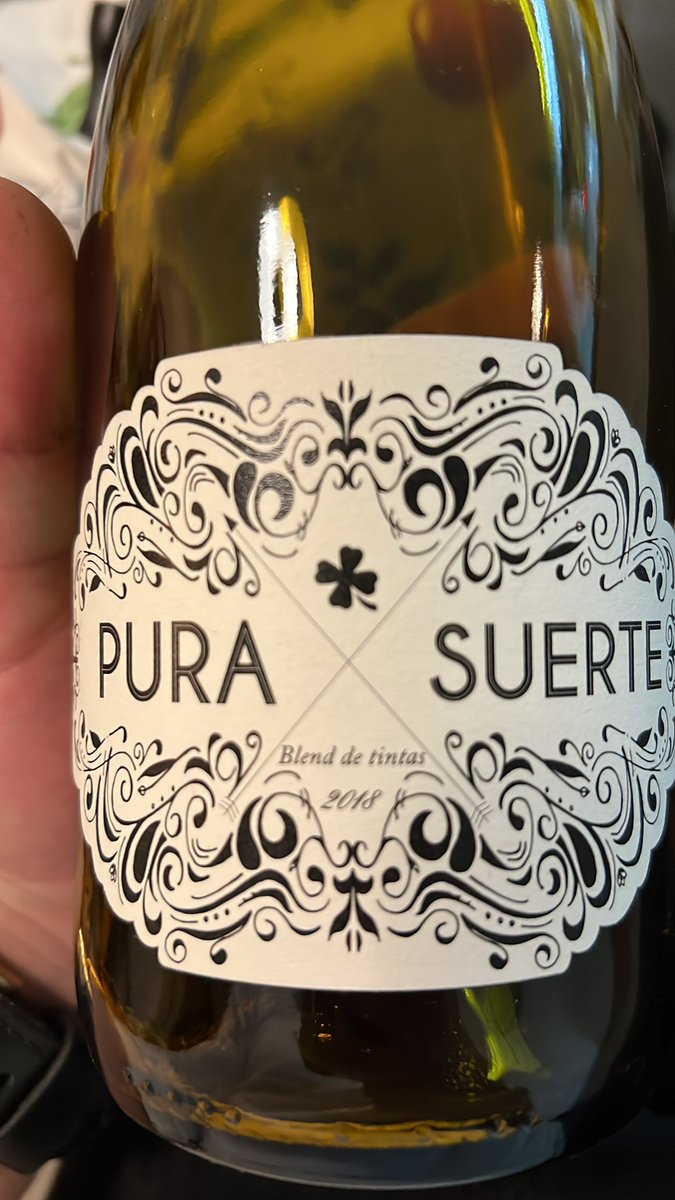 PURA SUERTE
Blend de tintas
2018